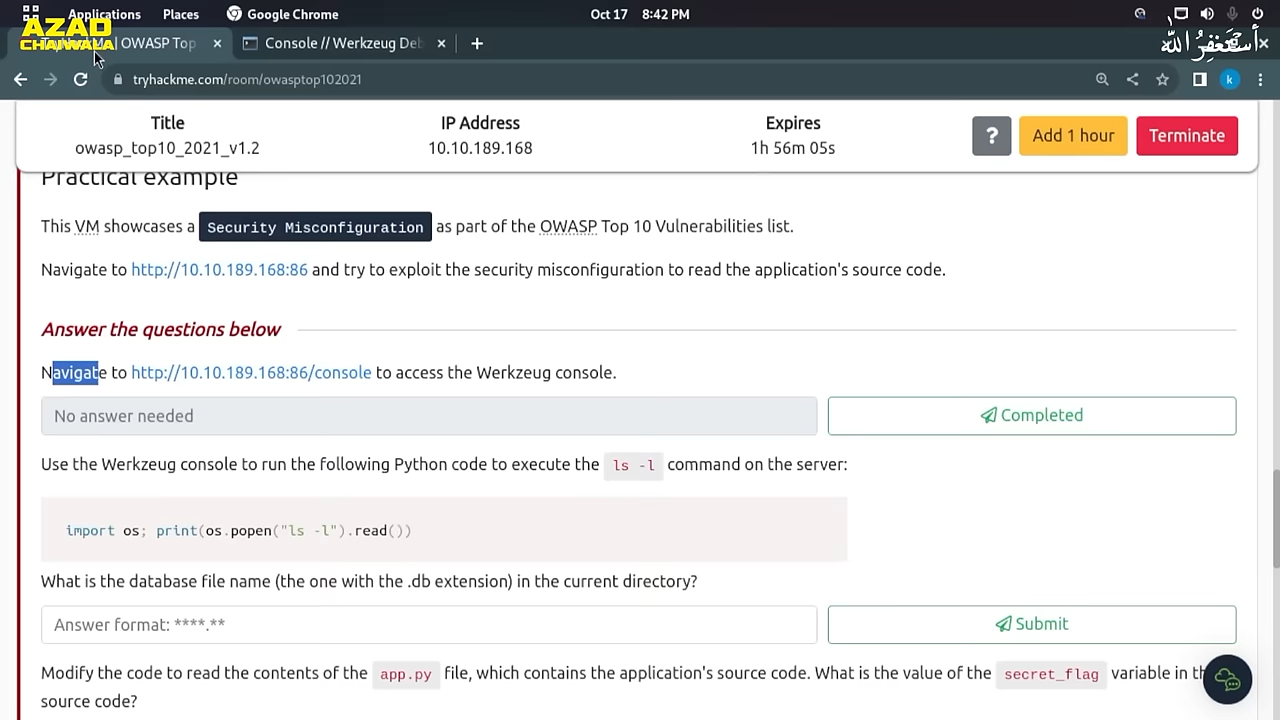 Applications Places Google Chrome Oct 17 8:42 PM
AZAD
CHAIWALA
OWASP Top
Console // Werkzeug Deb
أستغفر الله
tryhackme.com/room/owasptop102021
k
Title IP Address Expires
owasp_top10_2021_v1.2 10.10.189.168 1h 56m 05s
? Add 1 hour Terminate
Practical example
This VM showcases a Security Misconfiguration as part of the OWASP Top 10 Vulnerabilities list.
Navigate to http://10.10.189.168:86 and try to exploit the security misconfiguration to read the application's source code.
Answer the questions below
Navigate to http://10.10.189.168:86/console to access the Werkzeug console.
No answer needed Completed
Use the Werkzeug console to run the following Python code to execute the ls -l command on the server:
import os; print(os.popen("ls -l").read())
What is the database file name (the one with the .db extension) in the current directory?
Answer format: ****.** Submit
Modify the code to read the contents of the app.py file, which contains the application's source code. What is the value of the secret_flag variable in th
source code?